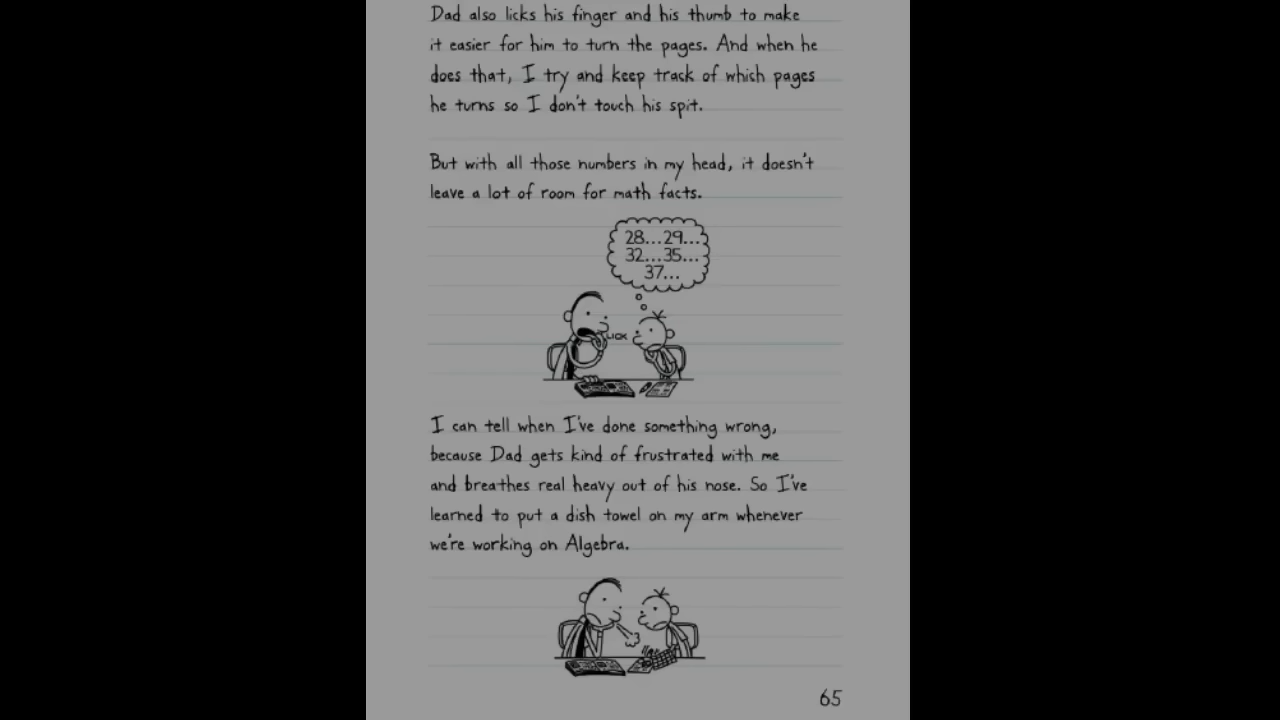 Dad also licks his finger and his thumb to make
it easier for him to turn the pages. And when he
does that, I try and keep track of which pages
he turns so I don't touch his spit.
But with all those numbers in my head, it doesn't
leave a lot of room for math facts.
28...29...
32...35...
37...
LICK
I can tell when I've done something wrong,
because Dad gets kind of frustrated with me
and breathes real heavy out of his nose. So I've
learned to put a dish towel on my arm whenever
we're working on Algebra.
65